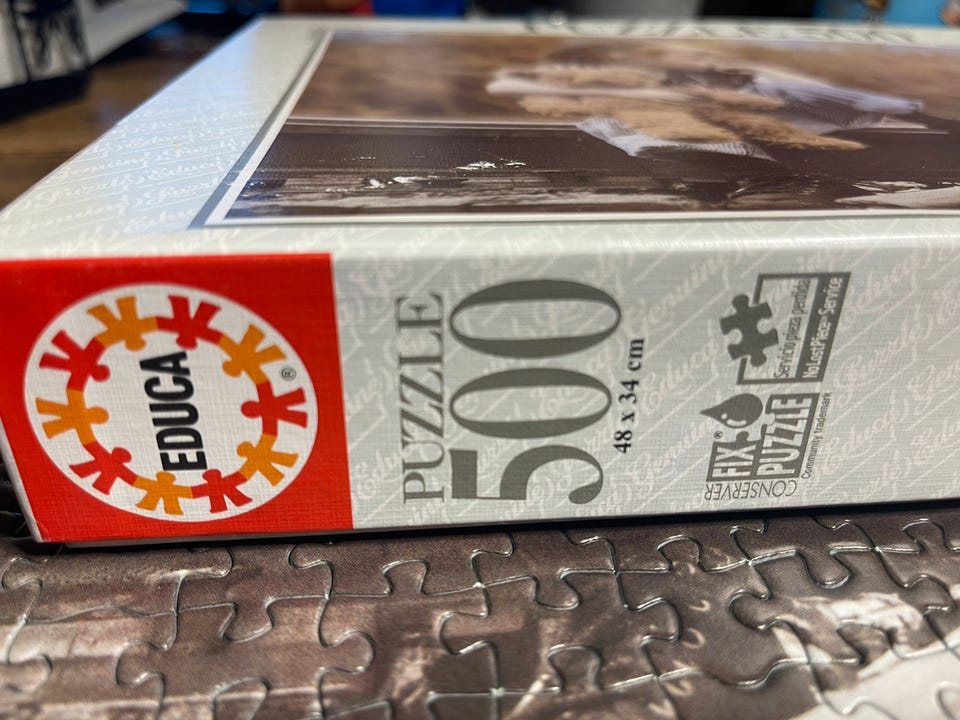 EDUCA
®
PUZZLE
500
48 x 34 cm
FIX®
PUZZLE
CONSERVER
Community trademark
Servicio pieza perdida
No Lost Piece Service